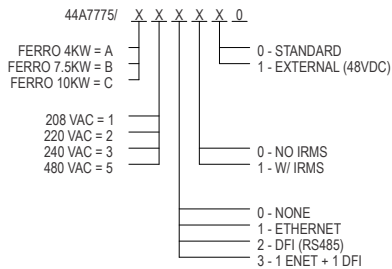 44A7775/ X X X X X 0
FERRO 4KW = A
FERRO 7.5KW = B
FERRO 10KW = C
0 - STANDARD
1 - EXTERNAL (48VDC)
208 VAC = 1
220 VAC = 2
240 VAC = 3
480 VAC = 5
0 - NO IRMS
1 - W/ IRMS
0 - NONE
1 - ETHERNET
2 - DFI (RS485)
3 - 1 ENET + 1 DFI